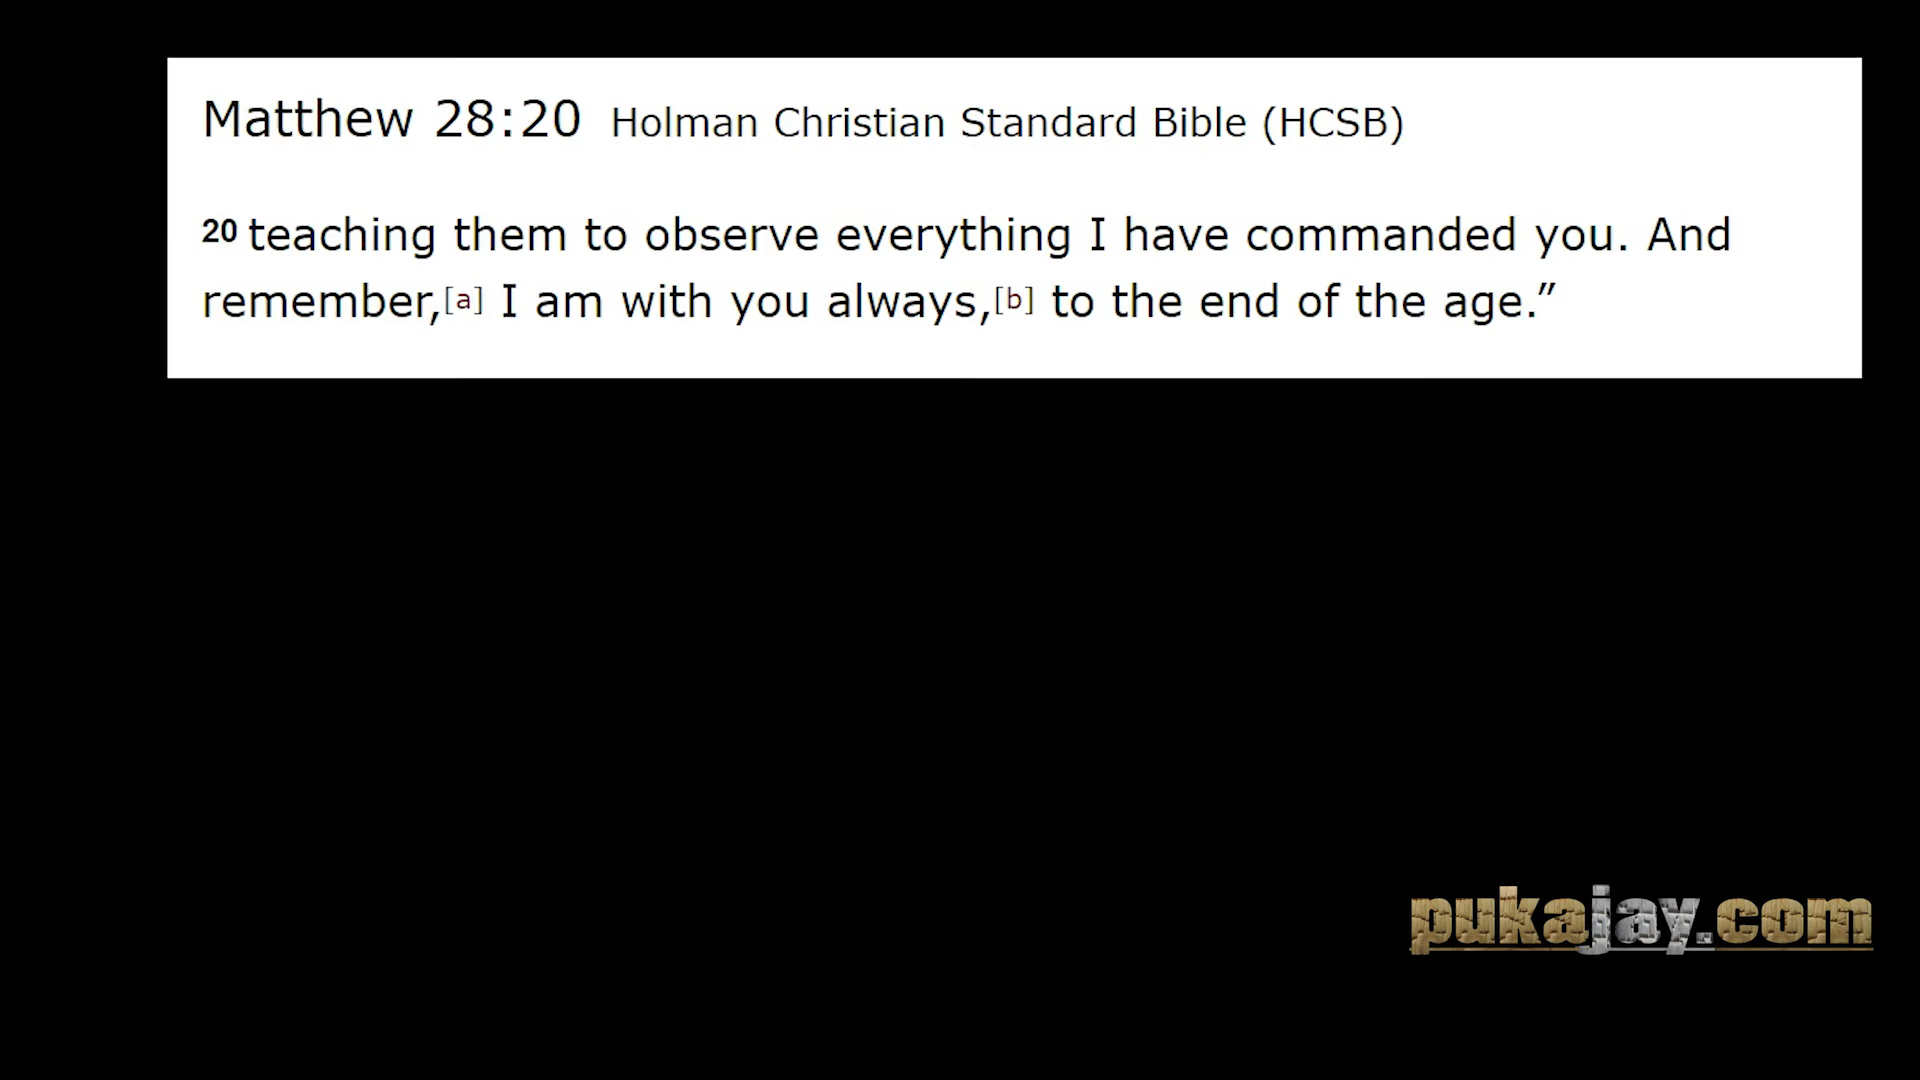 Matthew 28:20 Holman Christian Standard Bible (HCSB)
20 teaching them to observe everything I have commanded you. And
remember,[a] I am with you always,[b] to the end of the age.”
pukajay.com